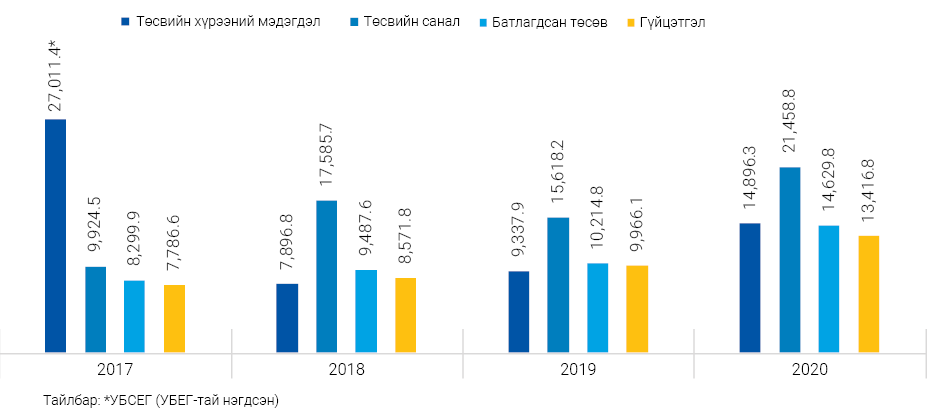 Төсвийн хүрээний мэдэгдэл Төсвийн санал Батлагдсан төсөв Гүйцэтгэл
27,011.4* 9,924.5 8,299.9 7,786.6 7,896.8 17,585.7 9,487.6 8,571.8 9,337.9 15,618.2 10,214.8 9,966.1 14,896.3 21,458.8 14,629.8 13,416.8
2017 2018 2019 2020
Тайлбар: *УБСЕГ (УБЕГ-тай нэгдсэн)